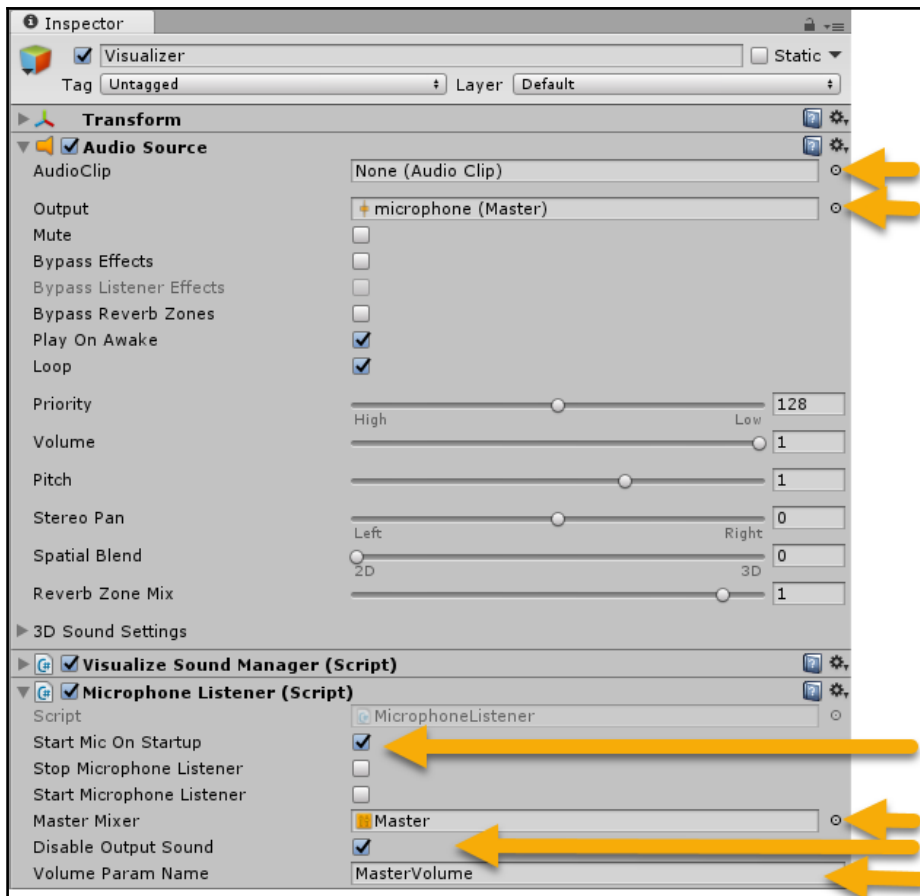 Inspector
Visualizer Static
Tag Untagged Layer Default
Transform
Audio Source
AudioClip None (Audio Clip)
Output microphone (Master)
Mute
Bypass Effects
Bypass Listener Effects
Bypass Reverb Zones
Play On Awake
Loop
Priority 128
High Low
Volume 1
Pitch 1
Stereo Pan 0
Left Right
Spatial Blend 0
2D 3D
Reverb Zone Mix 1
3D Sound Settings
Visualize Sound Manager (Script)
Microphone Listener (Script)
Script MicrophoneListener
Start Mic On Startup
Stop Microphone Listener
Start Microphone Listener
Master Mixer Master
Disable Output Sound
Volume Param Name MasterVolume